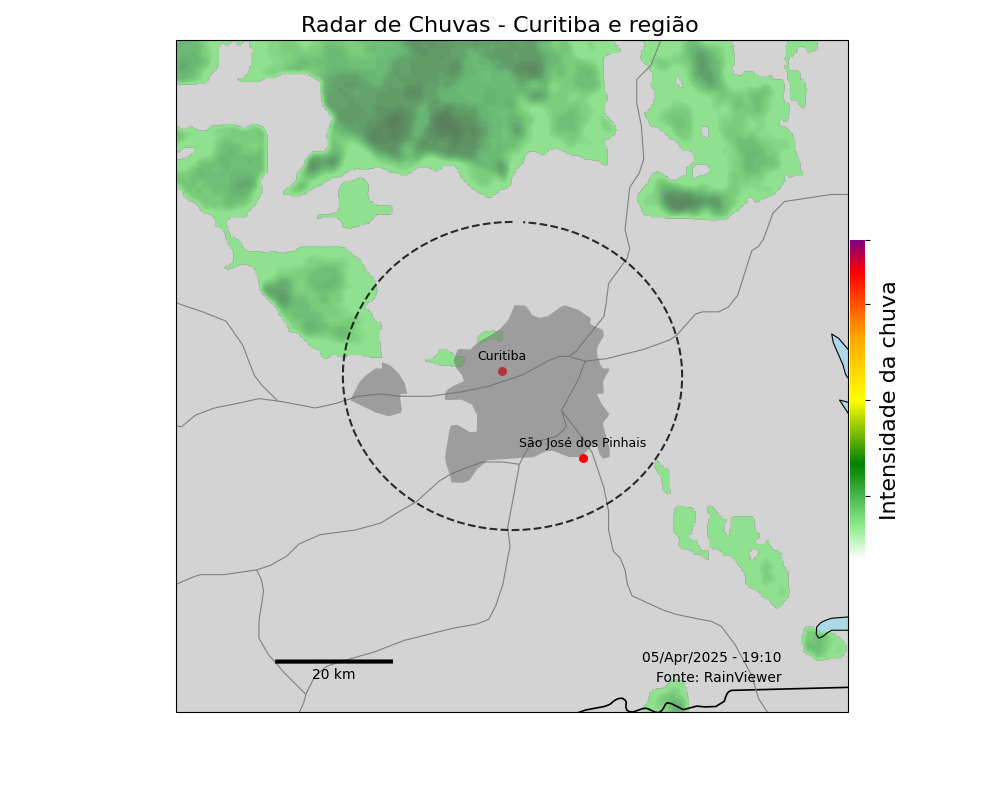 Radar de Chuvas - Curitiba e região
Curitiba
São José dos Pinhais
Intensidade da chuva
20 km
05/Apr/2025 - 19:10
Fonte: RainViewer